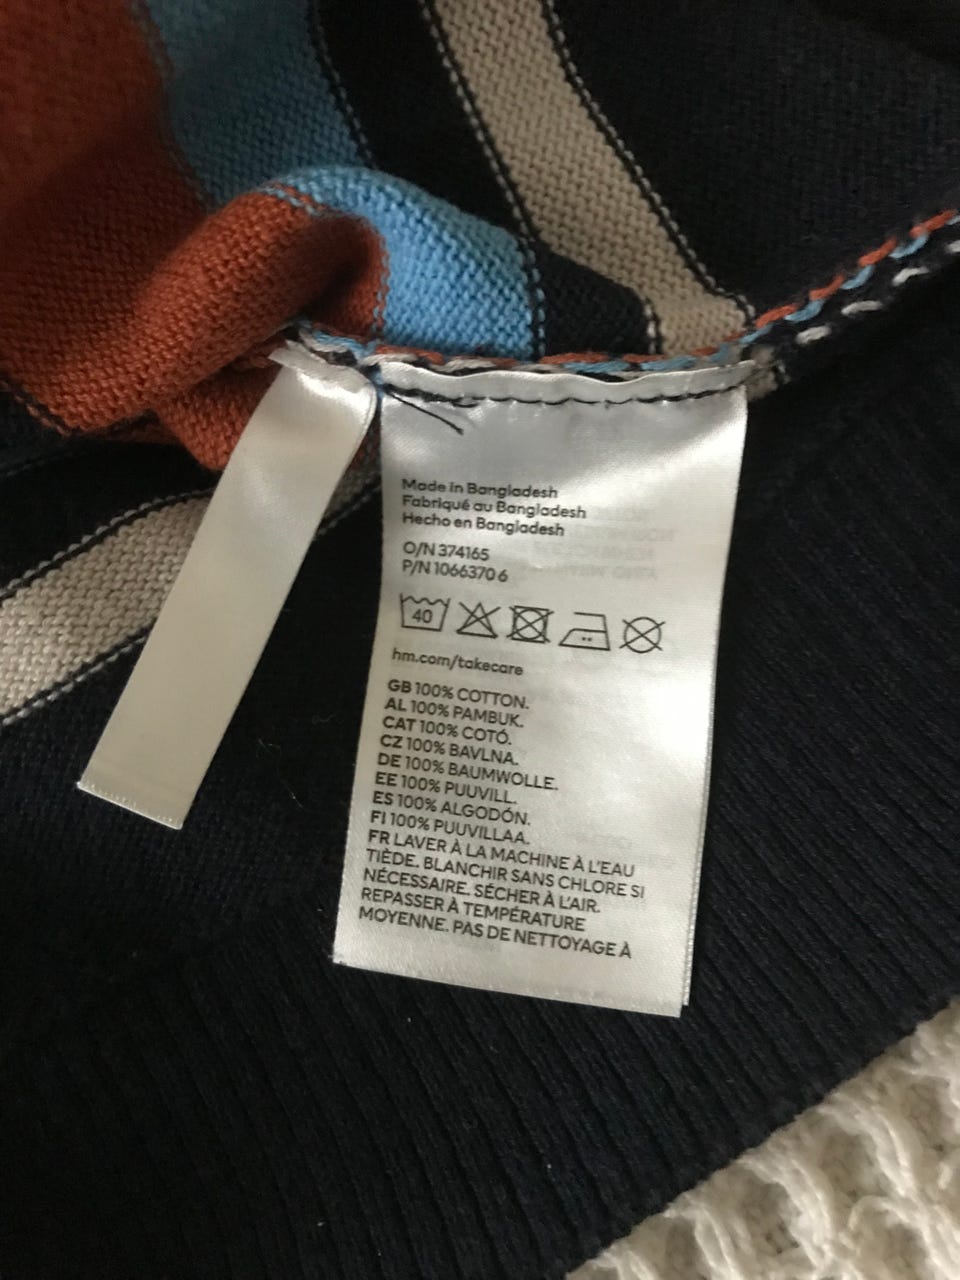 Made in Bangladesh
Fabriqué au Bangladesh
Hecho en Bangladesh
O/N 374165
P/N 1066370 6
40
hm.com/takecare
GB 100% COTTON.
AL 100% PAMBUK.
CAT 100% COTÓ.
CZ 100% BAVLNA.
DE 100% BAUMWOLLE.
EE 100% PUUVILL.
ES 100% ALGODÓN.
FI 100% PUUVILLAA.
FR LAVER À LA MACHINE À L'EAU
TIÈDE. BLANCHIR SANS CHLORE SI
NÉCESSAIRE. SÉCHER À L'AIR.
REPASSER À TEMPÉRATURE
MOYENNE. PAS DE NETTOYAGE À